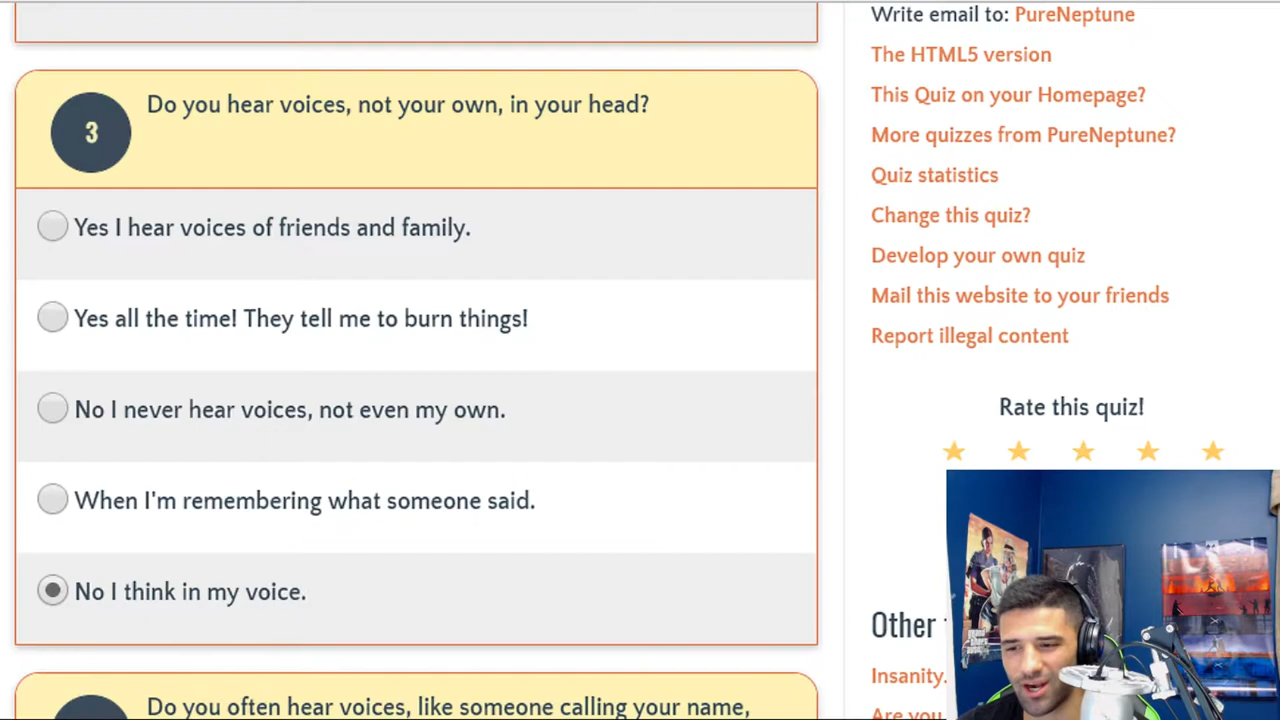 Write email to: PureNeptune
The HTML5 version
This Quiz on your Homepage?
More quizzes from PureNeptune?
Quiz statistics
Change this quiz?
Develop your own quiz
Mail this website to your friends
Report illegal content
Rate this quiz!
Other
Insanity.
Are you
3
Do you hear voices, not your own, in your head?
Yes I hear voices of friends and family.
Yes all the time! They tell me to burn things!
No I never hear voices, not even my own.
When I'm remembering what someone said.
No I think in my voice.
Do you often hear voices, like someone calling your name,